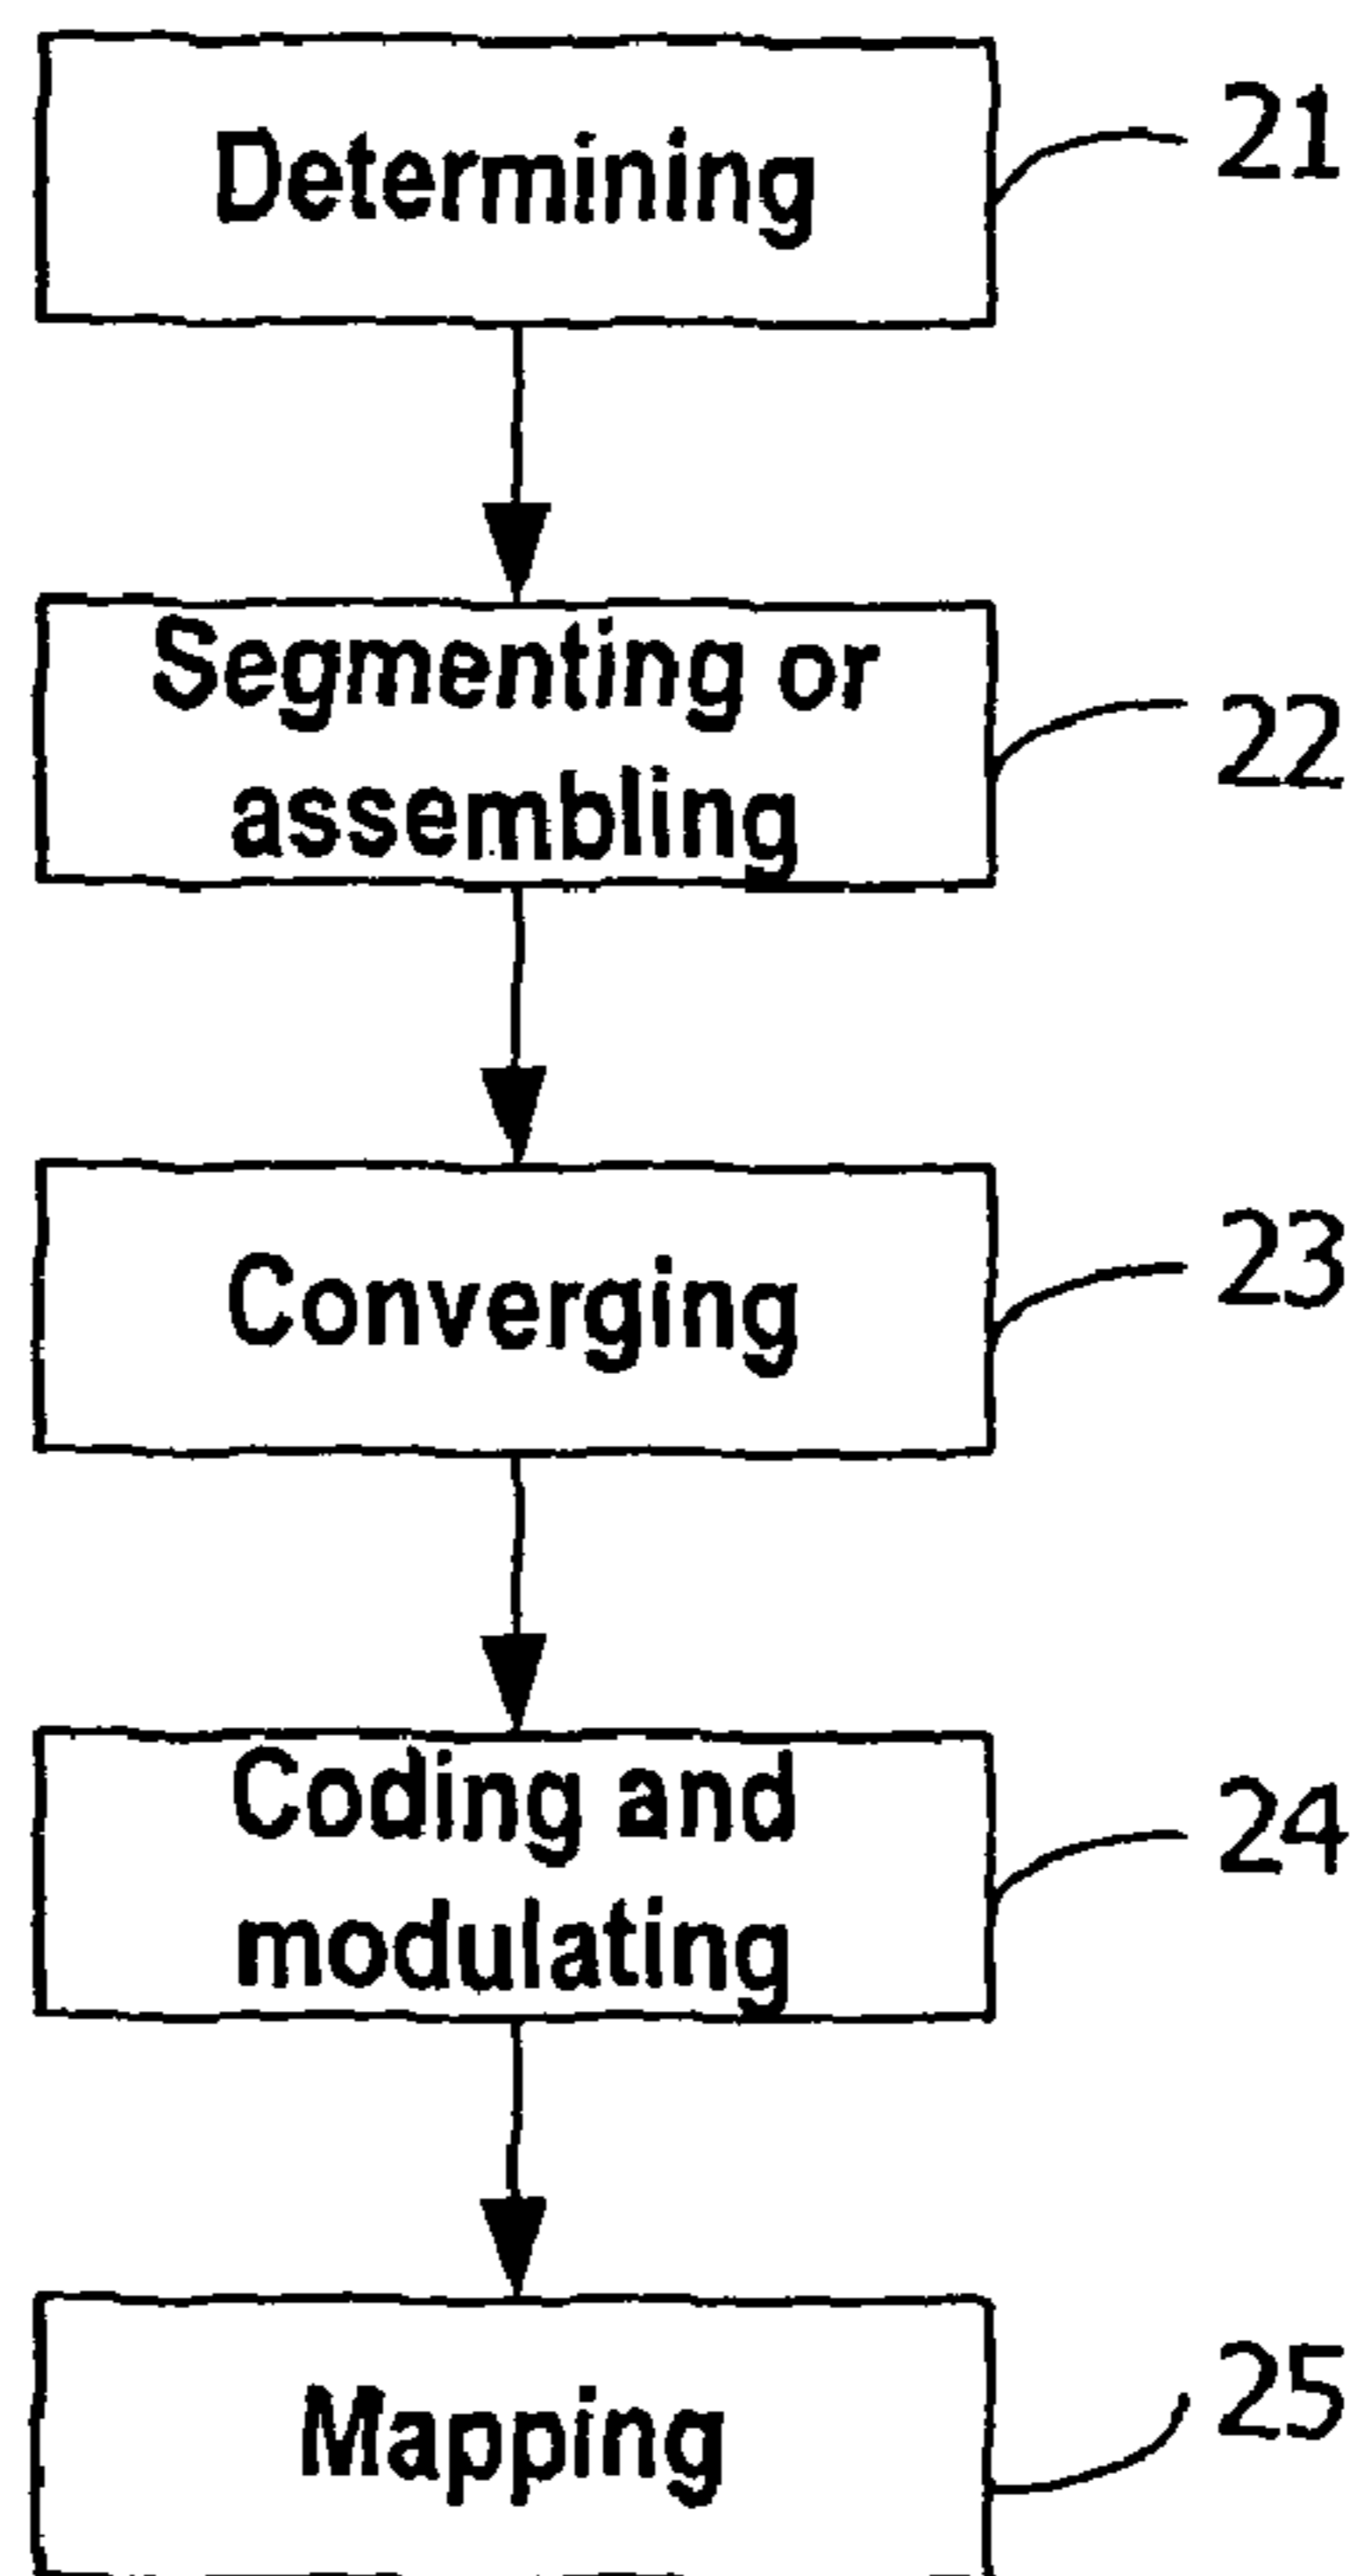 Determining
21
Segmenting or
assembling
22
Converging
23
Coding and
modulating
24
Mapping
25